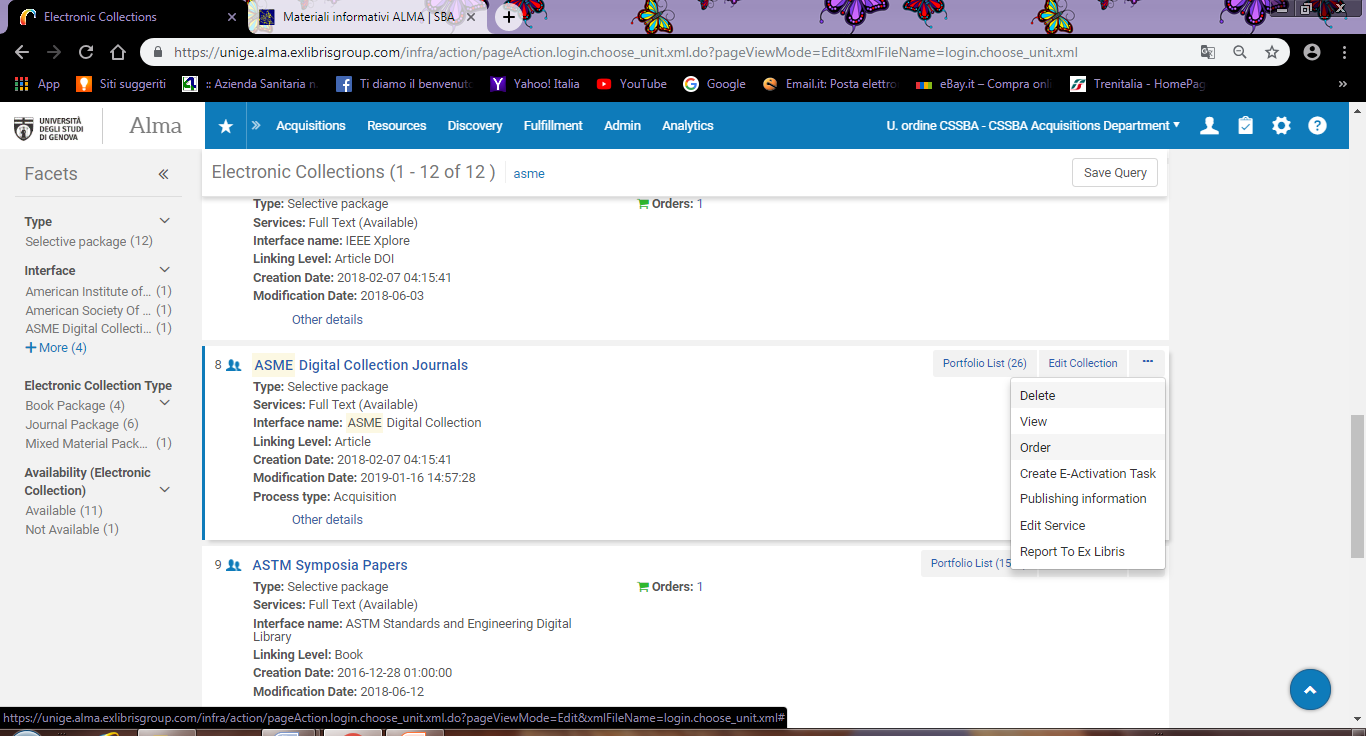 Electronic Collections
Materiali informativi ALMA | SBA
https://unige.alma.exlibrisgroup.com/infra/action/pageAction.login.choose_unit.xml.do?pageViewMode=Edit&xmlFileName=login.choose_unit.xml
App
Siti suggeriti
:: Azienda Sanitaria n.
Ti diamo il benvenuto
Yahoo! Italia
YouTube
Google
Email.it: Posta elettro
eBay.it – Compra onli
Trenitalia - HomePag
UNIVERSITÀ
DEGLI STUDI
DI GENOVA
Alma
Acquisitions
Resources
Discovery
Fulfillment
Admin
Analytics
U. ordine CSSBA - CSSBA Acquisitions Department
Facets
Type
Selective package (12)
Interface
American Institute of... (1)
American Society Of ... (1)
ASME Digital Collecti... (1)
+ More (4)
Electronic Collection Type
Book Package (4)
Journal Package (6)
Mixed Material Pack... (1)
Availability (Electronic
Collection)
Available (11)
Not Available (1)
Electronic Collections (1 - 12 of 12 )
asme
Save Query
Type: Selective package
Orders: 1
Services: Full Text (Available)
Interface name: IEEE Xplore
Linking Level: Article DOI
Creation Date: 2018-02-07 04:15:41
Modification Date: 2018-06-03
Other details
8 ASME Digital Collection Journals
Portfolio List (26)
Edit Collection
...
Type: Selective package
Services: Full Text (Available)
Interface name: ASME Digital Collection
Linking Level: Article
Creation Date: 2018-02-07 04:15:41
Modification Date: 2019-01-16 14:57:28
Process type: Acquisition
Other details
Delete
View
Order
Create E-Activation Task
Publishing information
Edit Service
Report To Ex Libris
9 ASTM Symposia Papers
Portfolio List (15
Type: Selective package
Orders: 1
Services: Full Text (Available)
Interface name: ASTM Standards and Engineering Digital
Library
Linking Level: Book
Creation Date: 2016-12-28 01:00:00
Modification Date: 2018-06-12
https://unige.alma.exlibrisgroup.com/infra/action/pageAction.login.choose_unit.xml.do?pageViewMode=Edit&xmlFileName=login.choose_unit.xml#